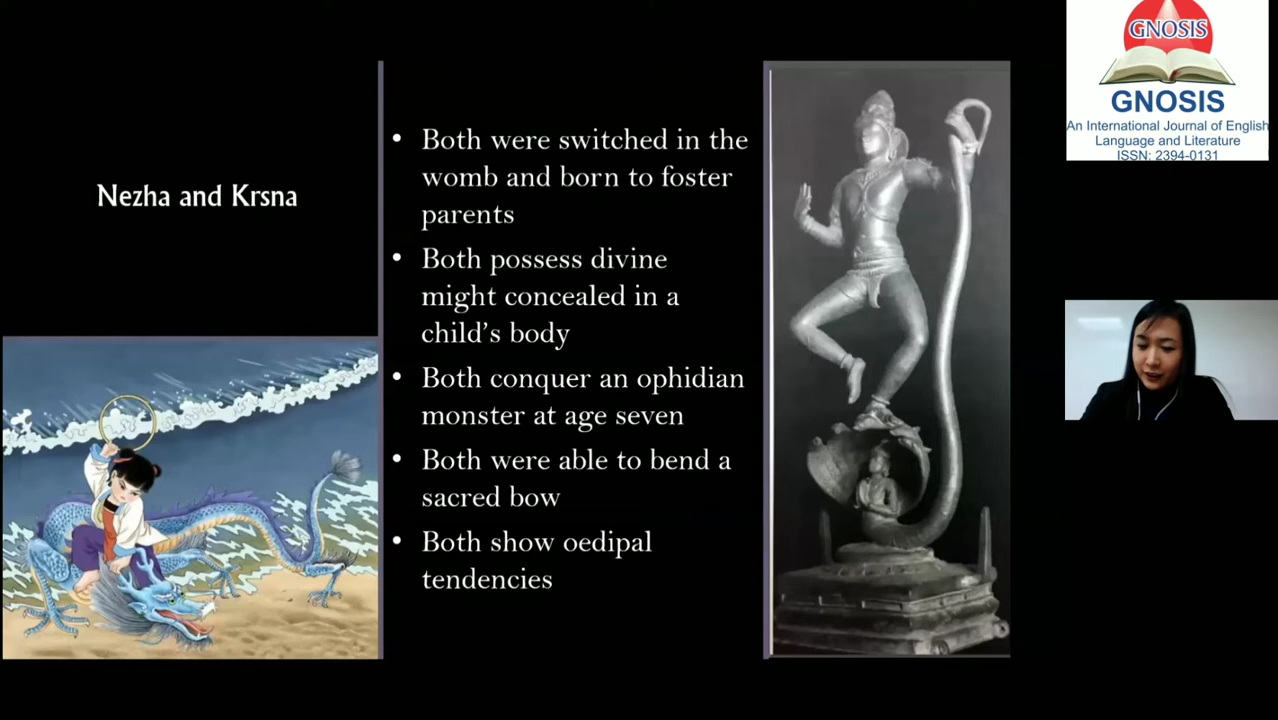 Nezha and Krsna
• Both were switched in the
womb and born to foster
parents
• Both possess divine
might concealed in a
child’s body
• Both conquer an ophidian
monster at age seven
• Both were able to bend a
sacred bow
• Both show oedipal
tendencies
GNOSIS
GNOSIS
An International Journal of English
Language and Literature
ISSN: 2394-0131